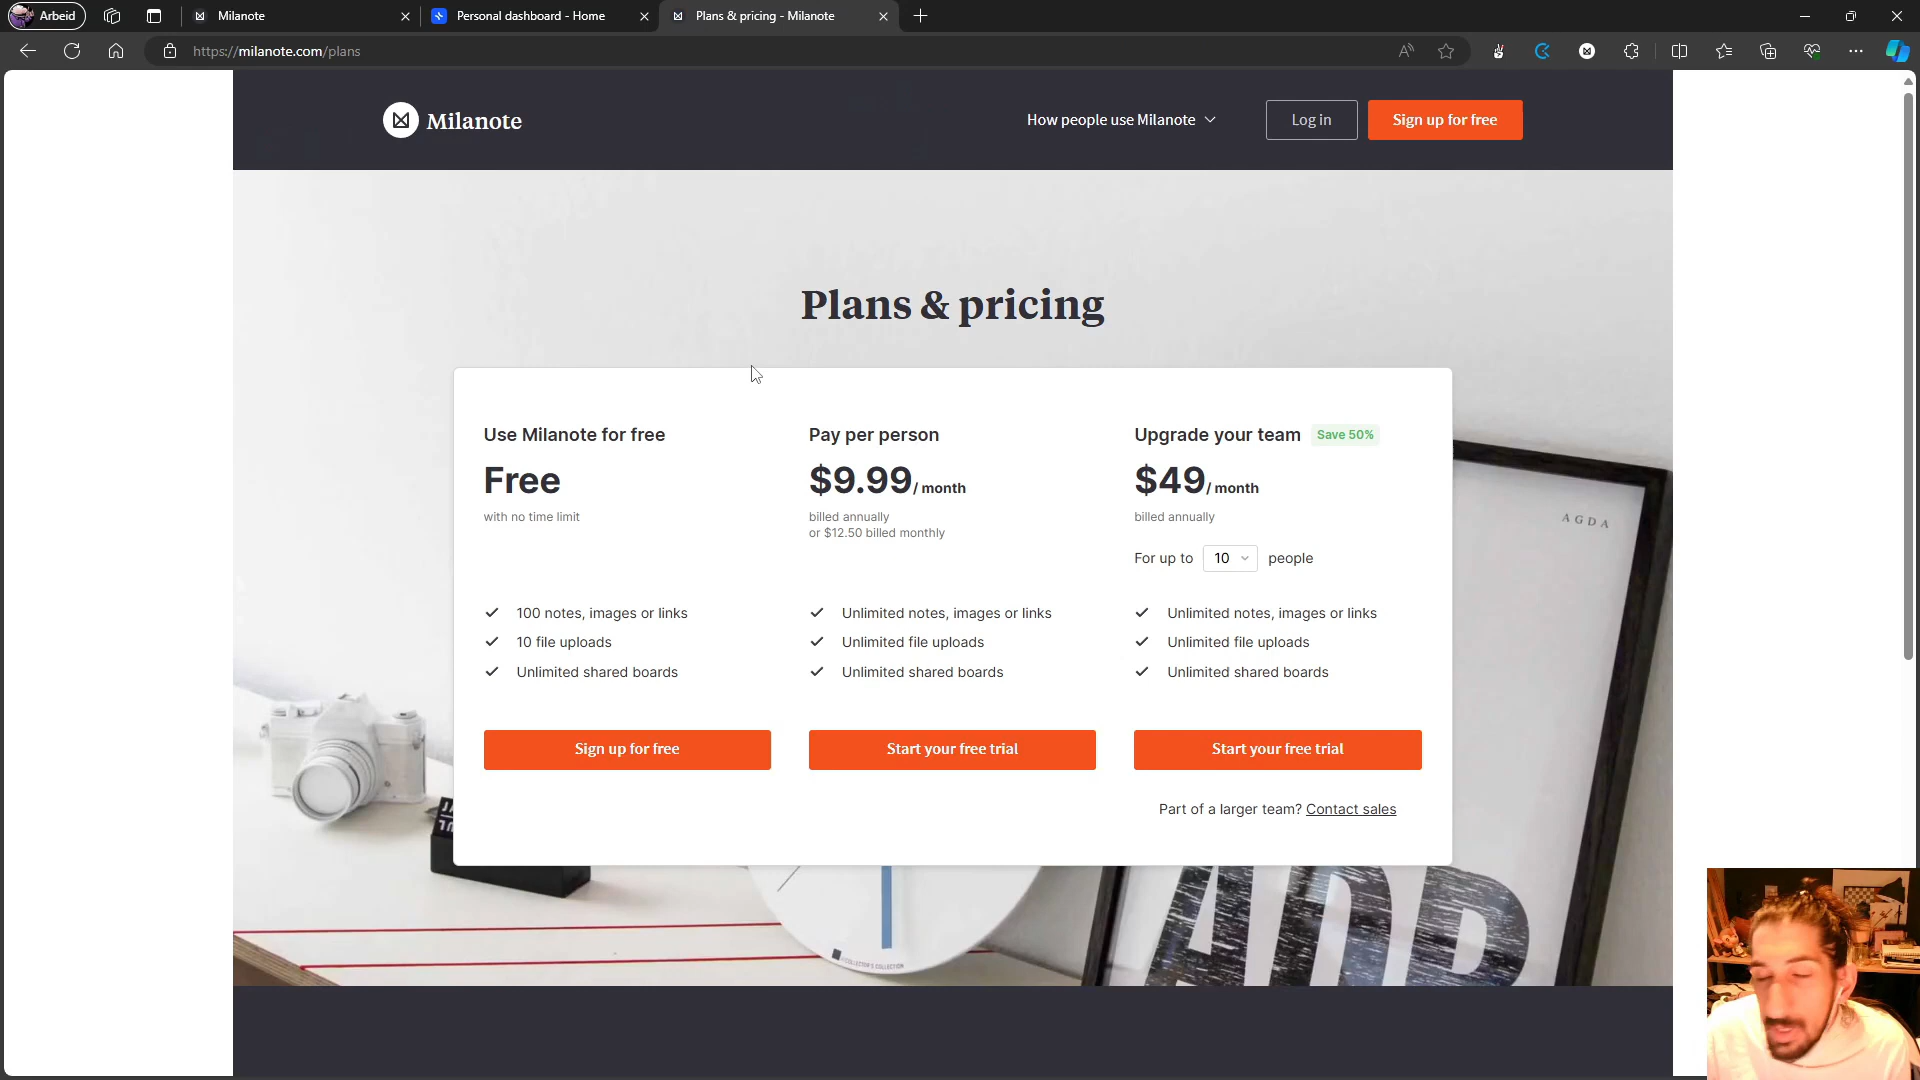 Arbeid
Milanote
Personal dashboard - Home
Plans & pricing - Milanote
https://milanote.com/plans
Milanote
How people use Milanote
Log in
Sign up for free
Plans & pricing
Use Milanote for free
Free
with no time limit
100 notes, images or links
10 file uploads
Unlimited shared boards
Sign up for free
Pay per person
$9.99/ month
billed annually
or $12.50 billed monthly
Unlimited notes, images or links
Unlimited file uploads
Unlimited shared boards
Start your free trial
Upgrade your team Save 50%
$49/ month
billed annually
For up to 10 people
Unlimited notes, images or links
Unlimited file uploads
Unlimited shared boards
Start your free trial
Part of a larger team? Contact sales
AGDA